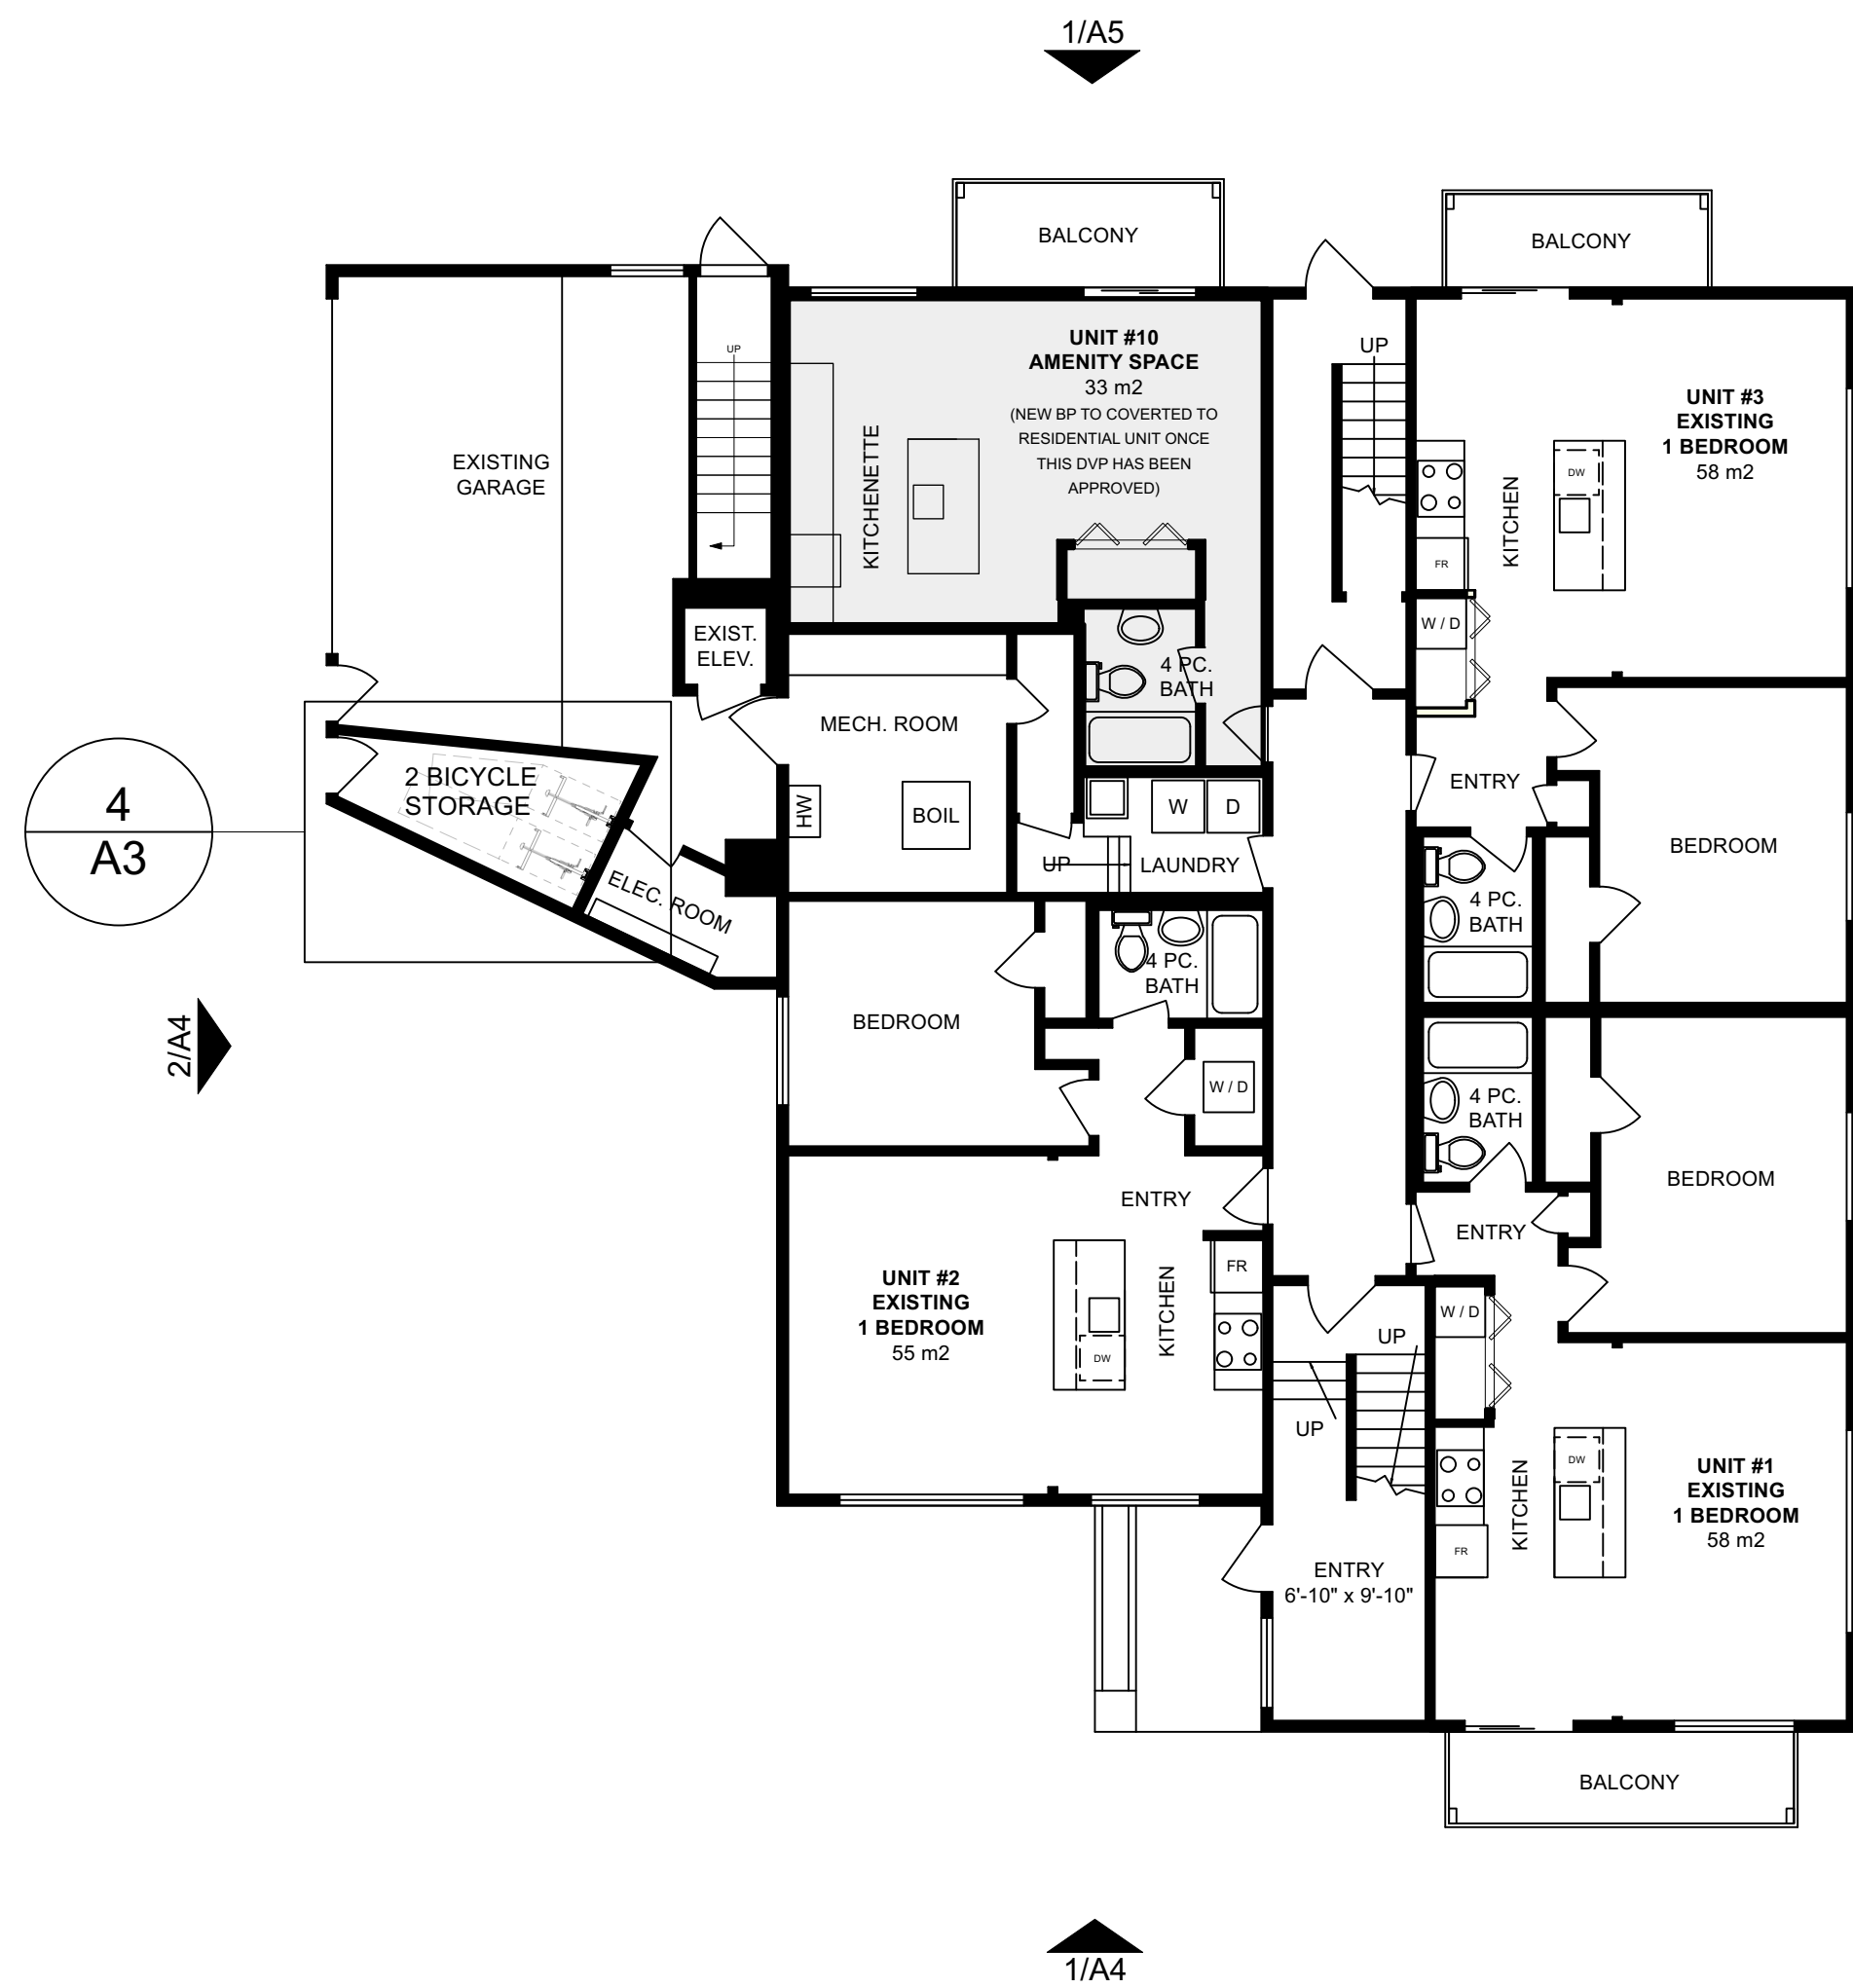 1/A5
BALCONY
BALCONY
UP
UNIT #10
AMENITY SPACE
33 m2
(NEW BP TO COVERTED TO
RESIDENTIAL UNIT ONCE
THIS DVP HAS BEEN
APPROVED)
UP
UNIT #3
EXISTING
1 BEDROOM
58 m2
EXISTING
GARAGE
KITCHENETTE
KITCHEN
DW
FR
W / D
EXIST.
ELEV.
4 PC.
BATH
MECH. ROOM
2 BICYCLE
STORAGE
4
A3
HW
BOIL
W
D
UP
LAUNDRY
ENTRY
BEDROOM
ELEC. ROOM
4 PC.
BATH
4 PC.
BATH
BEDROOM
2/A4
W / D
4 PC.
BATH
BEDROOM
ENTRY
ENTRY
UNIT #2
EXISTING
1 BEDROOM
55 m2
KITCHEN
FR
DW
W / D
UP
UP
KITCHEN
DW
FR
UNIT #1
EXISTING
1 BEDROOM
58 m2
ENTRY
6'-10" x 9'-10"
BALCONY
1/A4